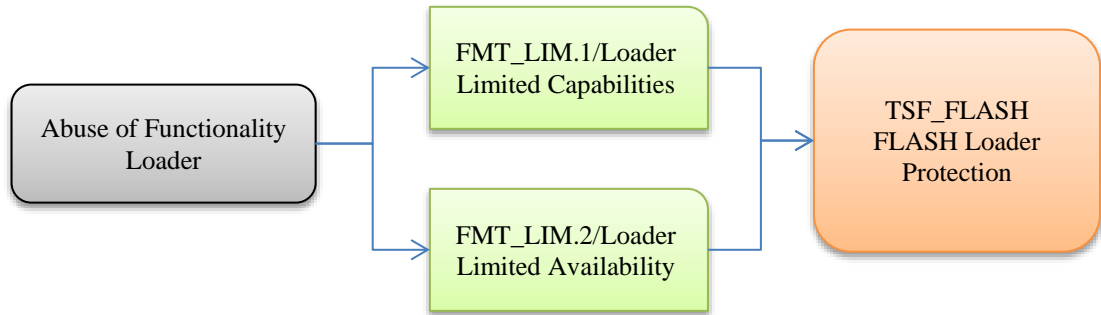 Abuse of Functionality
Loader
FMT_LIM.1/Loader
Limited Capabilities
FMT_LIM.2/Loader
Limited Availability
TSF_FLASH
FLASH Loader
Protection